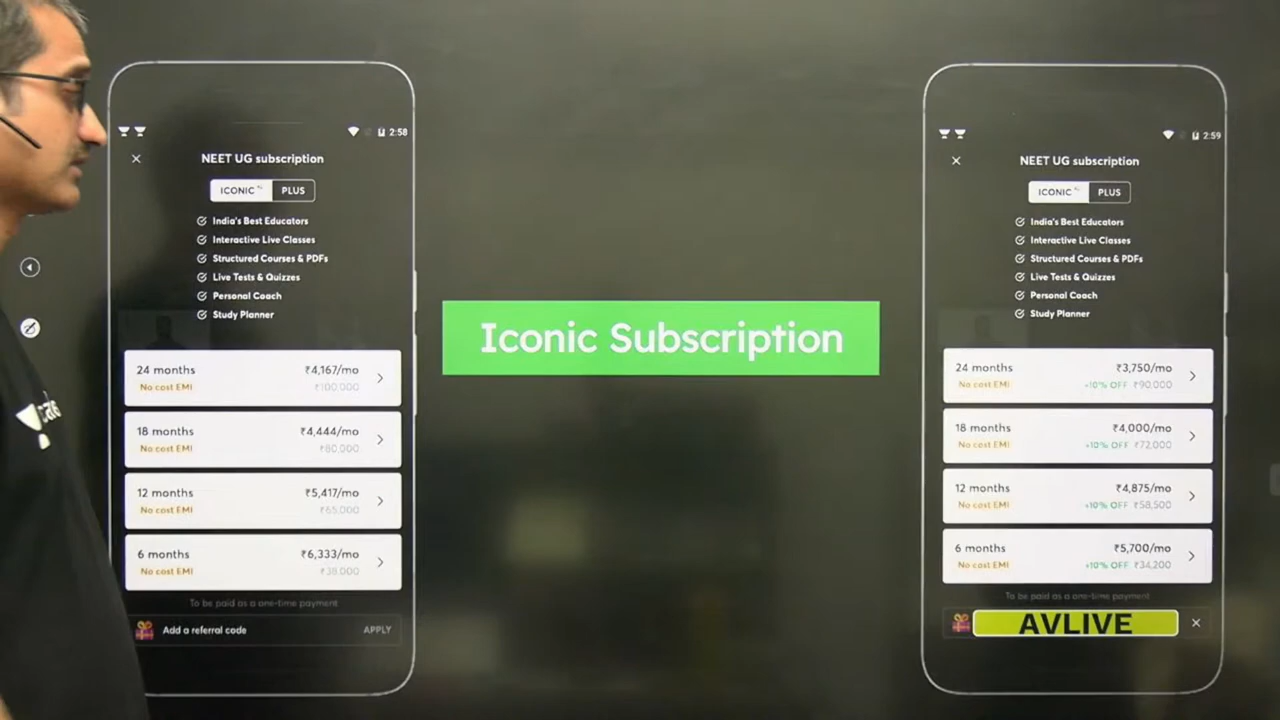 2:58
NEET UG subscription
ICONIC PLUS
India's Best Educators
Interactive Live Classes
Structured Courses & PDFs
Live Tests & Quizzes
Personal Coach
Study Planner
24 months ₹4,167/mo
No cost EMI ₹100,000
18 months ₹4,444/mo
No cost EMI ₹80,000
12 months ₹5,417/mo
No cost EMI ₹65,000
6 months ₹6,333/mo
No cost EMI ₹38,000
To be paid as a one-time payment
Add a referral code APPLY
Iconic Subscription
2:59
NEET UG subscription
ICONIC PLUS
India's Best Educators
Interactive Live Classes
Structured Courses & PDFs
Live Tests & Quizzes
Personal Coach
Study Planner
24 months ₹3,750/mo
No cost EMI +10% OFF ₹90,000
18 months ₹4,000/mo
No cost EMI +10% OFF ₹72,000
12 months ₹4,875/mo
No cost EMI +10% OFF ₹58,500
6 months ₹5,700/mo
No cost EMI +10% OFF ₹34,200
To be paid as a one-time payment
AVLIVE